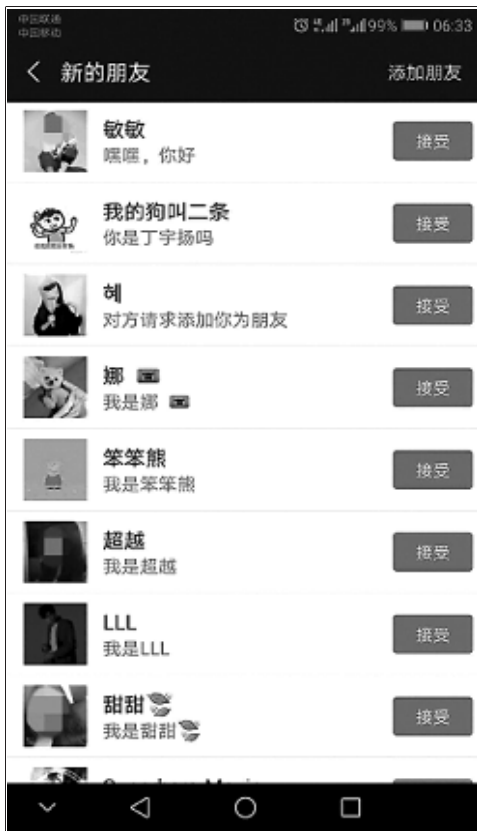 中国联通
中国移动
99% 06:33
新的朋友
添加朋友
敏敏
嘿嘿，你好
接受
我的狗叫二条
你是丁宇扬吗
接受
혜
对方请求添加你为朋友
接受
娜
我是娜
接受
笨笨熊
我是笨笨熊
接受
超越
我是超越
接受
LLL
我是LLL
接受
甜甜
我是甜甜
接受